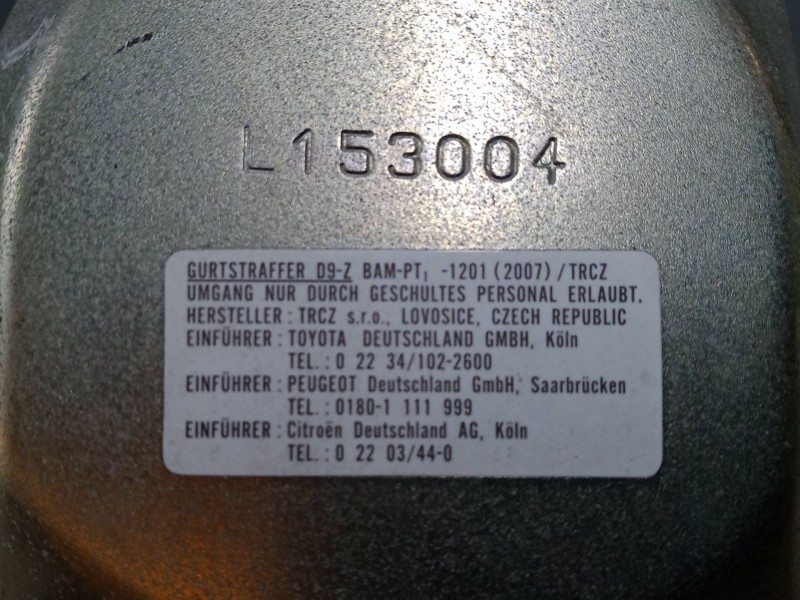 L153004
GURTSTRAFFER D9-Z BAM-PT₁ -1201 (2007) / TRCZ
UMGANG NUR DURCH GESCHULTES PERSONAL ERLAUBT.
HERSTELLER : TRCZ s.r.o., LOVOSICE, CZECH REPUBLIC
EINFÜHRER : TOYOTA DEUTSCHLAND GMBH, Köln
TEL.: 0 22 34/102-2600
EINFÜHRER : PEUGEOT Deutschland GmbH, Saarbrücken
TEL.: 0180-1 111 999
EINFÜHRER : Citroën Deutschland AG, Köln
TEL.: 0 22 03/44-0